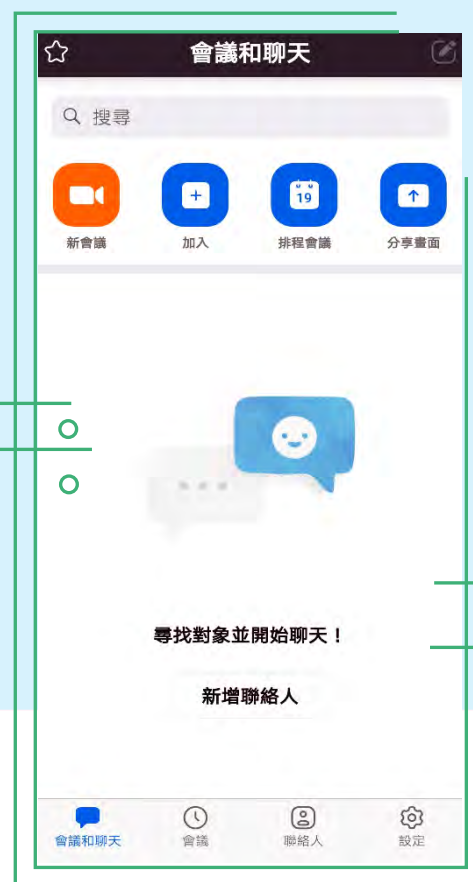 會議和聊天
搜尋
新會議 加入 19 排程會議 分享畫面
尋找對象並開始聊天！
新增聯絡人
會議和聊天 會議 聯絡人 設定